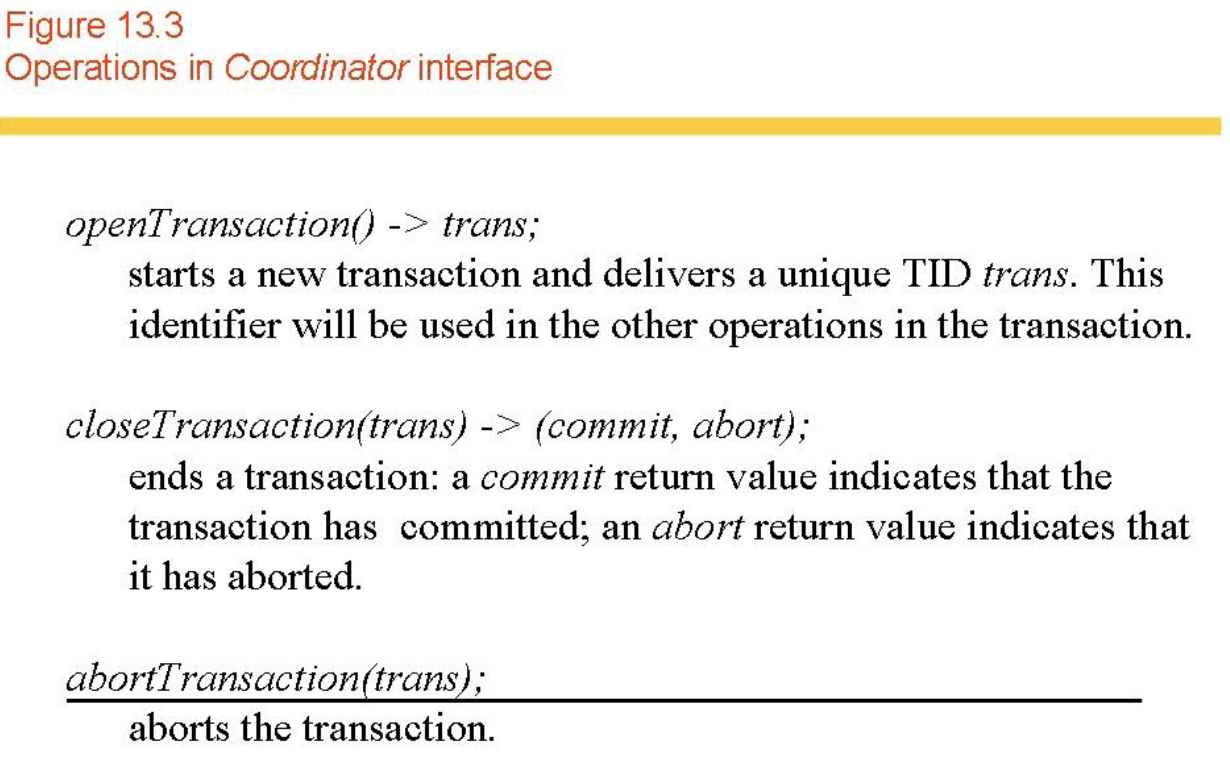 Figure 13.3
Operations in Coordinator interface
openTransaction() -> trans;
starts a new transaction and delivers a unique TID trans. This
identifier will be used in the other operations in the transaction.
closeTransaction(trans) -> (commit, abort);
ends a transaction: a commit return value indicates that the
transaction has  committed; an abort return value indicates that
it has aborted.
abortTransaction(trans);
aborts the transaction.